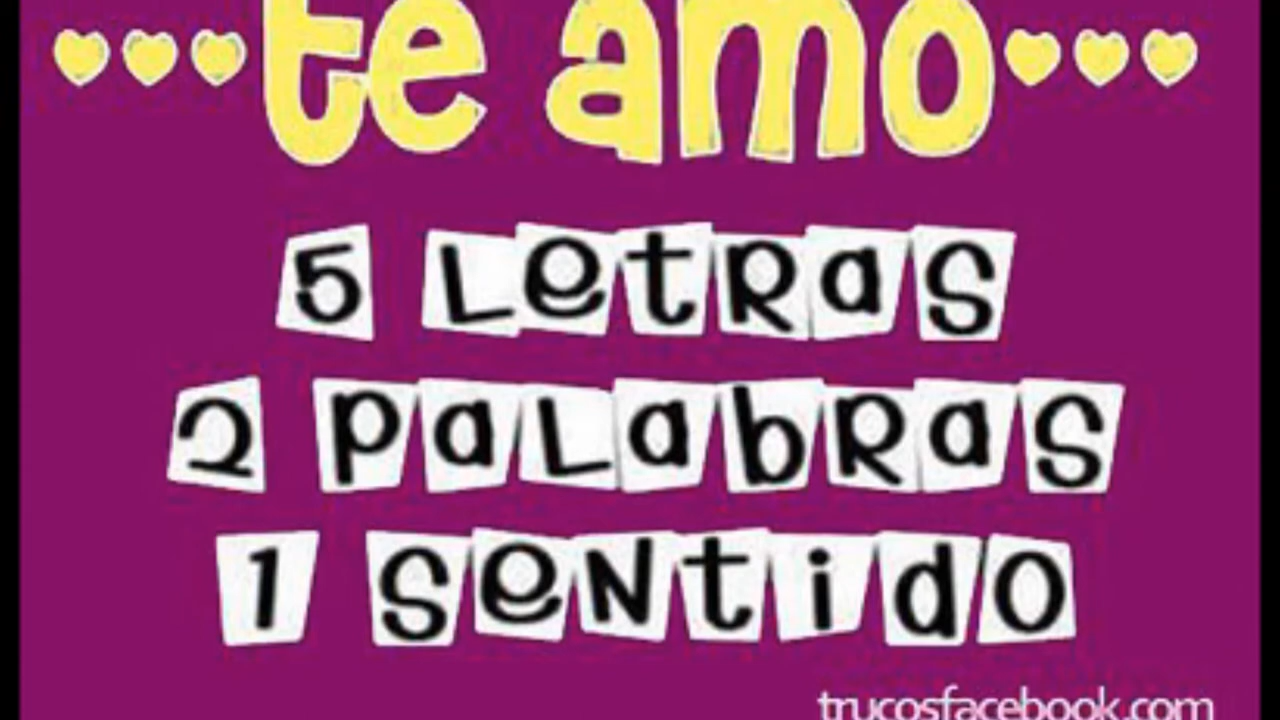 te amo
5 Letras
2 Palabras
1 Sentido
trucosfacebook.com